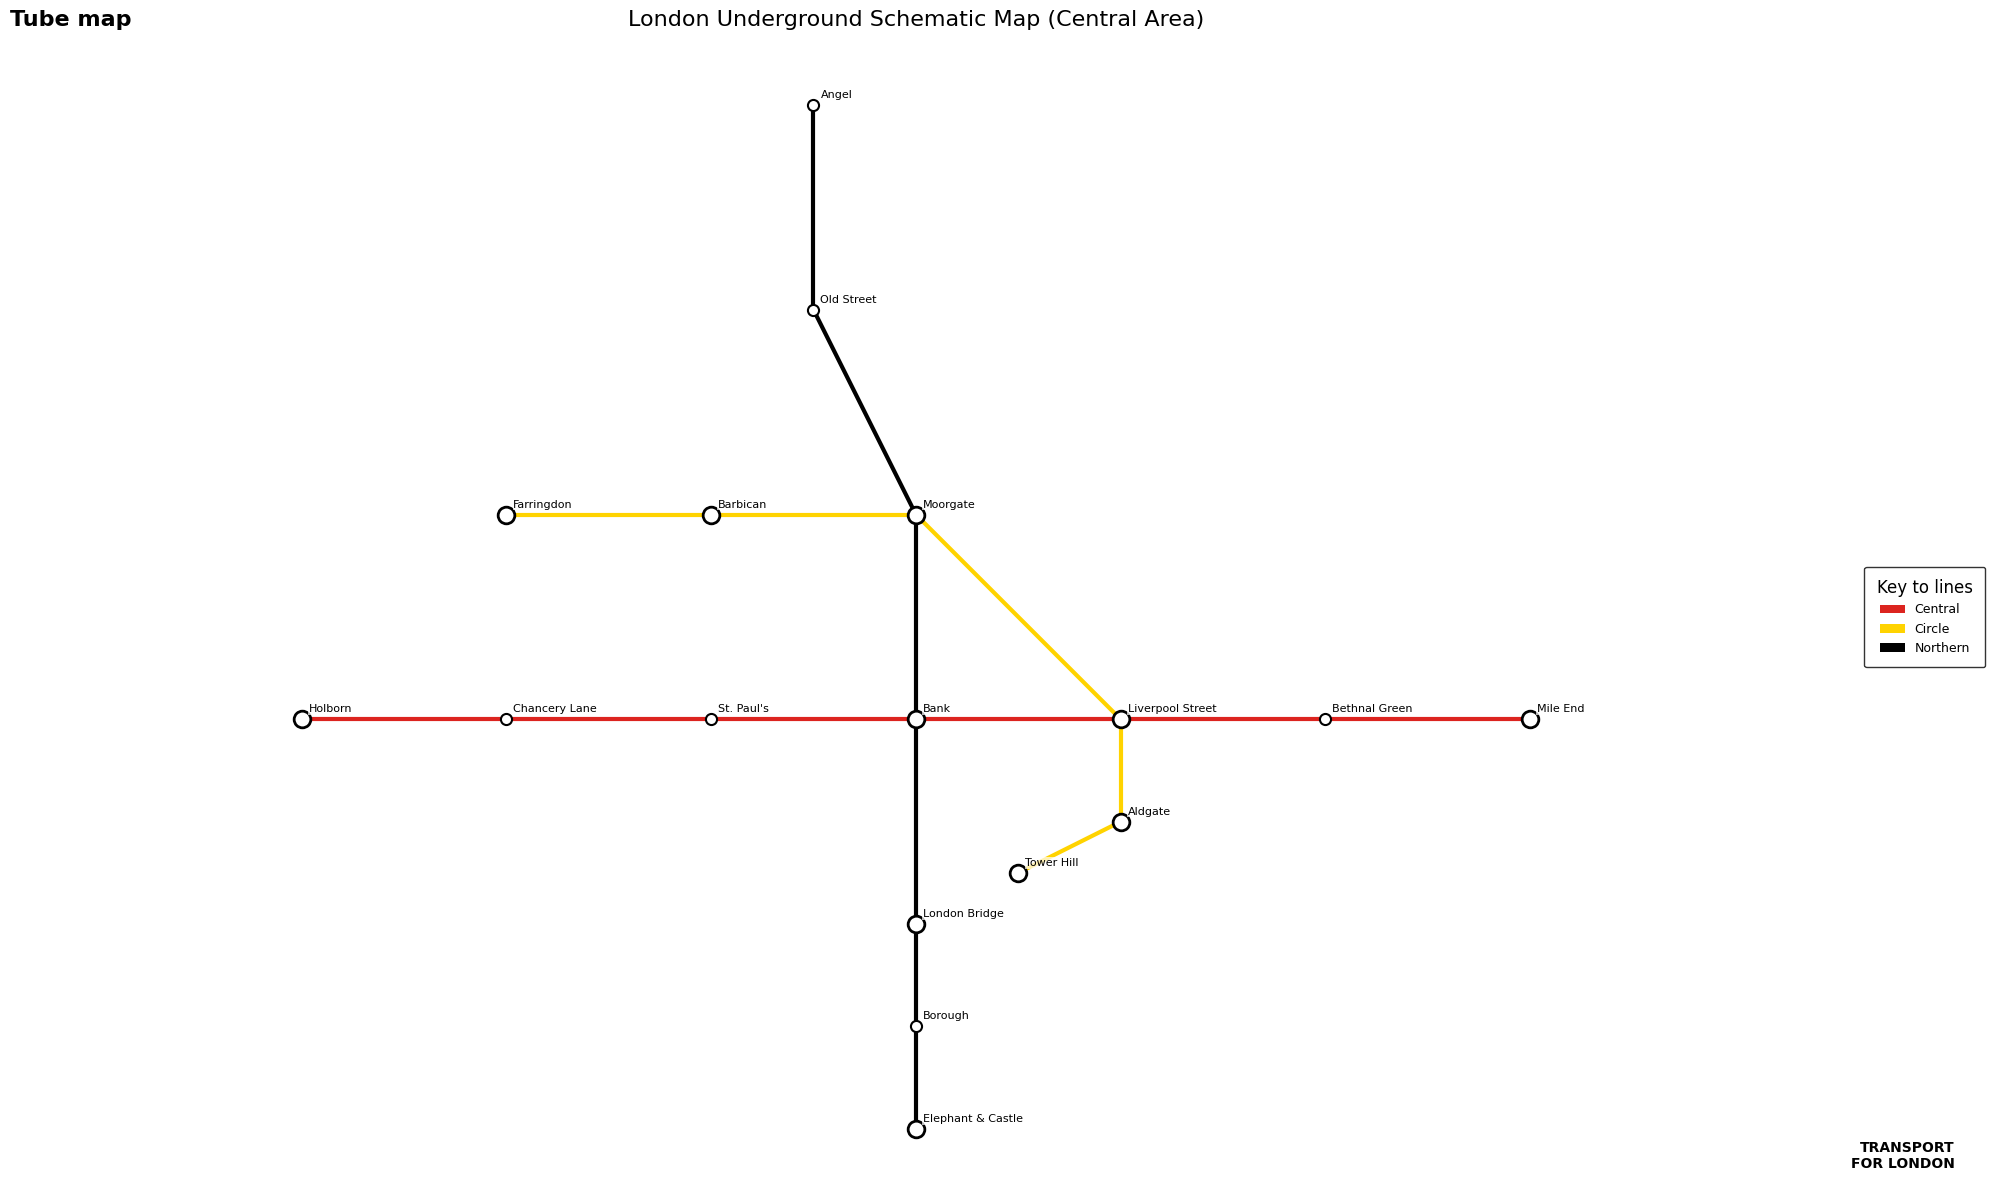 Tube map
London Underground Schematic Map (Central Area)
Angel
Old Street
Farringdon
Barbican
Moorgate
Key to lines
Central
Circle
Northern
Holborn
Chancery Lane
St. Paul's
Bank
Liverpool Street
Bethnal Green
Mile End
Aldgate
Tower Hill
London Bridge
Borough
Elephant & Castle
TRANSPORT
FOR LONDON